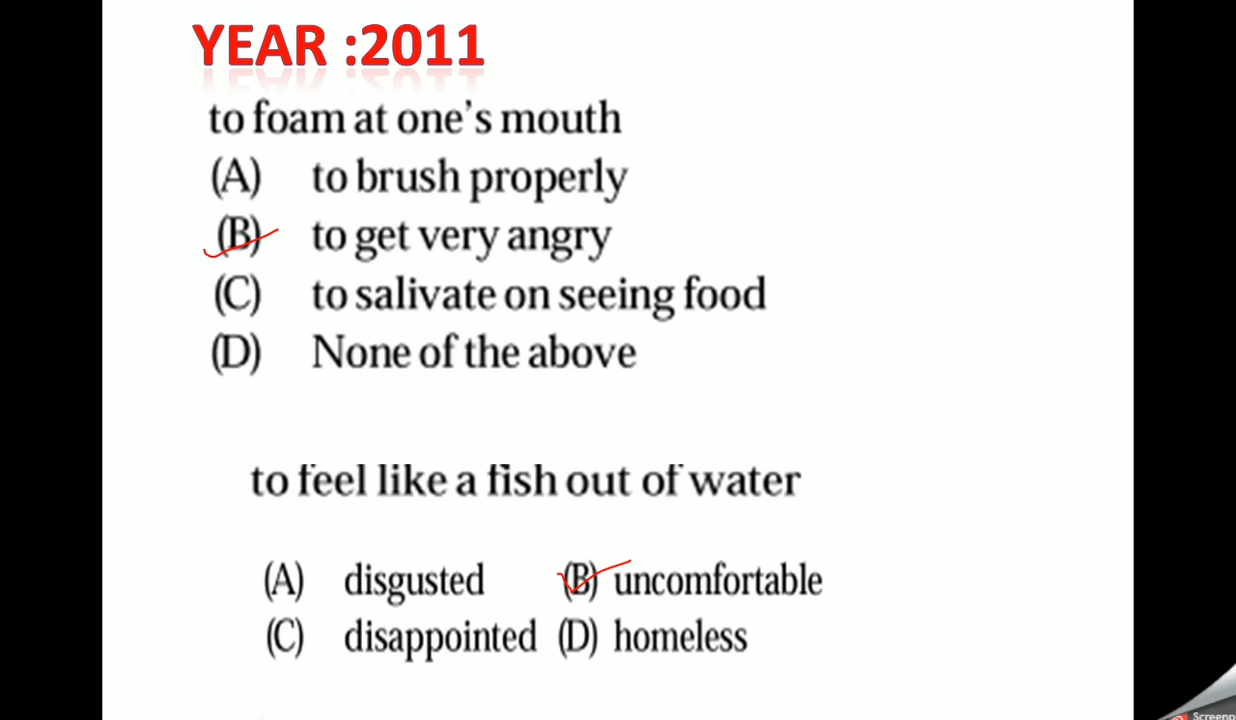 YEAR :2011
to foam at one's mouth
(A) to brush properly
(B) to get very angry
(C) to salivate on seeing food
(D) None of the above
to feel like a fish out of water
(A) disgusted (B) uncomfortable
(C) disappointed (D) homeless